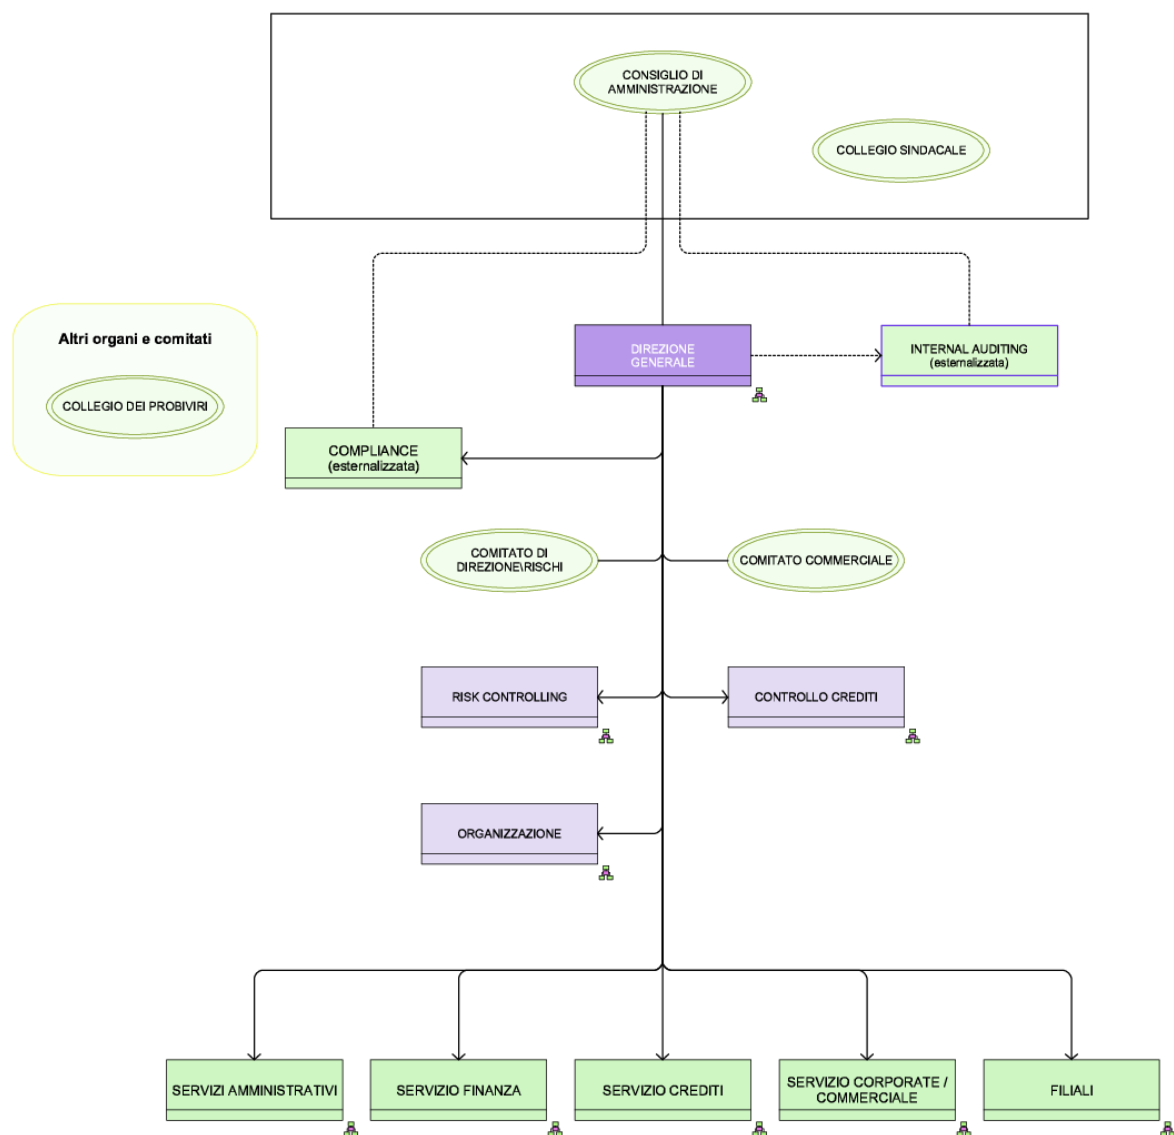 CONSIGLIO DI
AMMINISTRAZIONE
COLLEGIO SINDACALE
Altri organi e comitati
COLLEGIO DEI PROBIVIRI
DIREZIONE
GENERALE
INTERNAL AUDITING
(esternalizzata)
COMPLIANCE
(esternalizzata)
COMITATO DI
DIREZIONE\RISCHI
COMITATO COMMERCIALE
RISK CONTROLLING
CONTROLLO CREDITI
ORGANIZZAZIONE
SERVIZI AMMINISTRATIVI
SERVIZIO FINANZA
SERVIZIO CREDITI
SERVIZIO CORPORATE /
COMMERCIALE
FILIALI